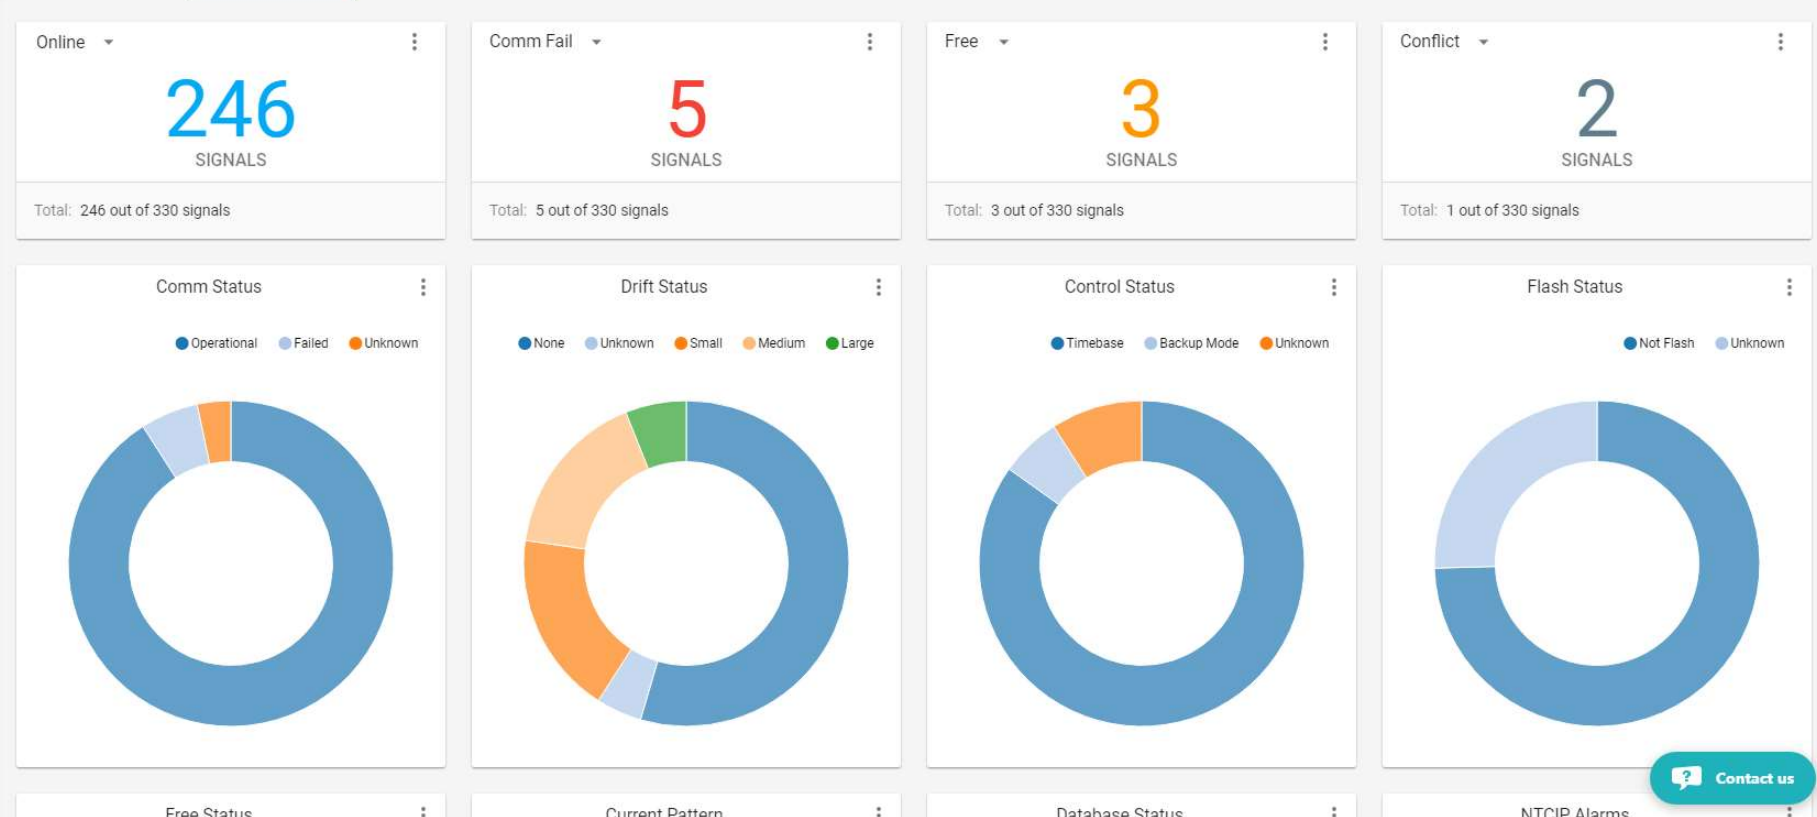 Online
246
SIGNALS
Total: 246 out of 330 signals
Comm Fail
5
SIGNALS
Total: 5 out of 330 signals
Free
3
SIGNALS
Total: 3 out of 330 signals
Conflict
2
SIGNALS
Total: 1 out of 330 signals
Comm Status
Operational Failed Unknown
Drift Status
None Unknown Small Medium Large
Control Status
Timebase Backup Mode Unknown
Flash Status
Not Flash Unknown
Contact us
Free Status
Current Pattern
Database Status
NTCIP Alarms